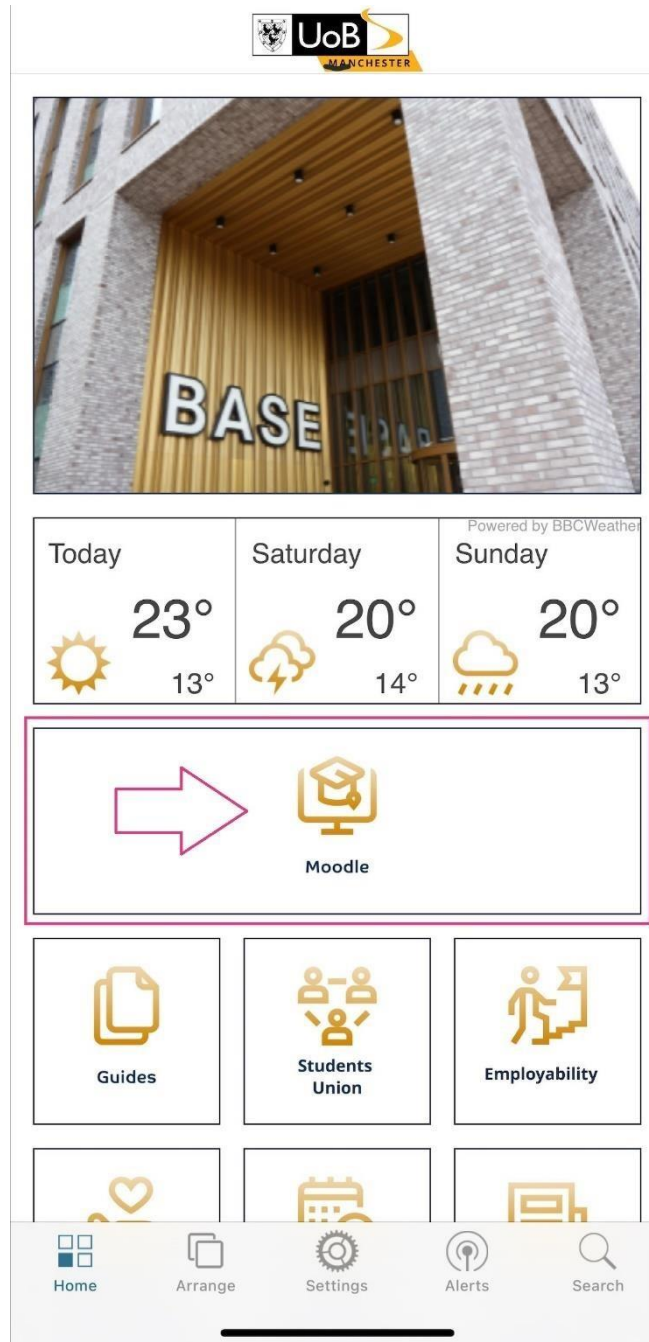 UoB
MANCHESTER
BASE
Powered by BBCWeather
Today
Saturday
Sunday
23°
20°
20°
13°
14°
13°
Moodle
Guides
Students
Union
Employability
Home
Arrange
Settings
Alerts
Search